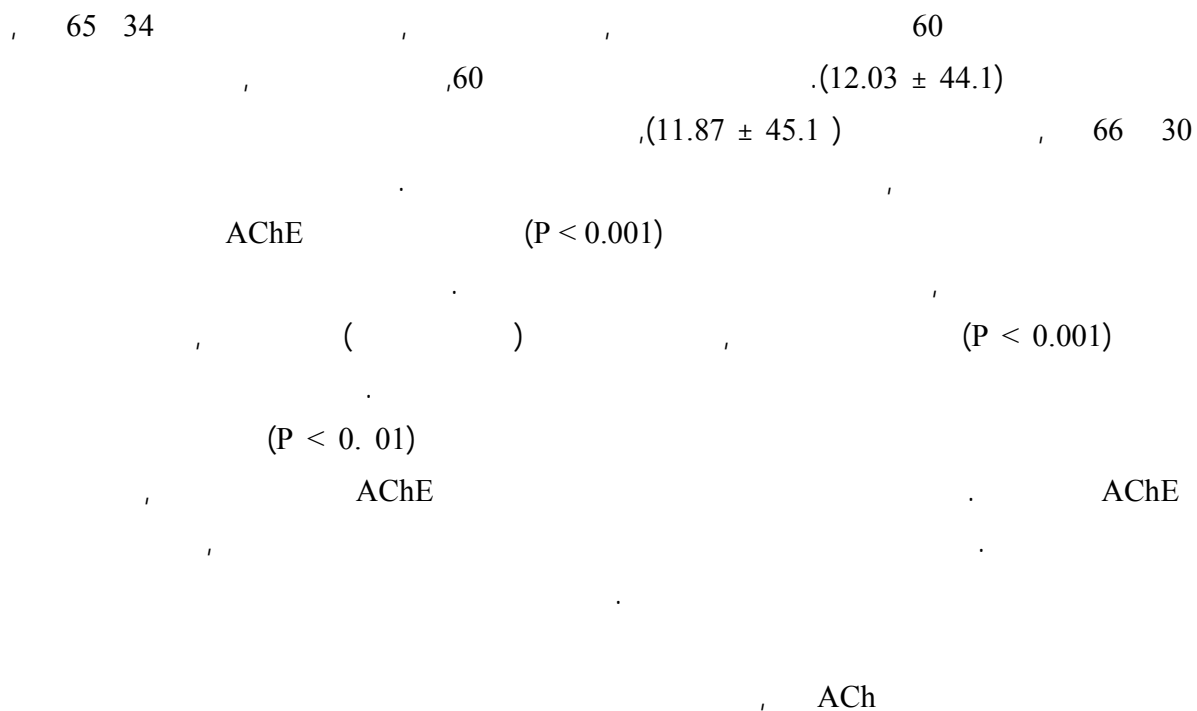 , 65 34 , , 60
, ,60 .(12.03 ± 44.1)
,(11.87 ± 45.1 ) , 66 30
. ,
AChE (P < 0.001)
. ,
, ( ) , (P < 0.001)
.
(P < 0. 01)
, AChE . AChE
, .
.
, ACh